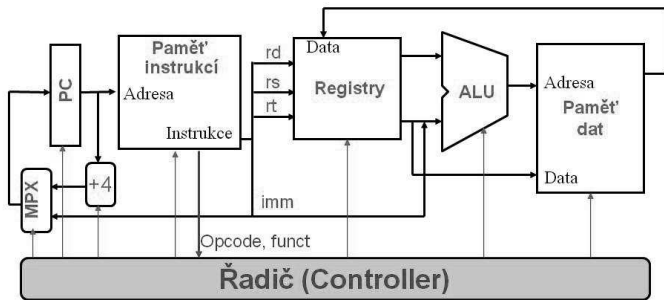 Paměť
instrukcí
Adresa
Instrukce
PC
MPX
+4
rd
rs
rt
imm
Opcode, funct
Data
Registry
ALU
Adresa
Paměť
dat
Data
Řadič (Controller)